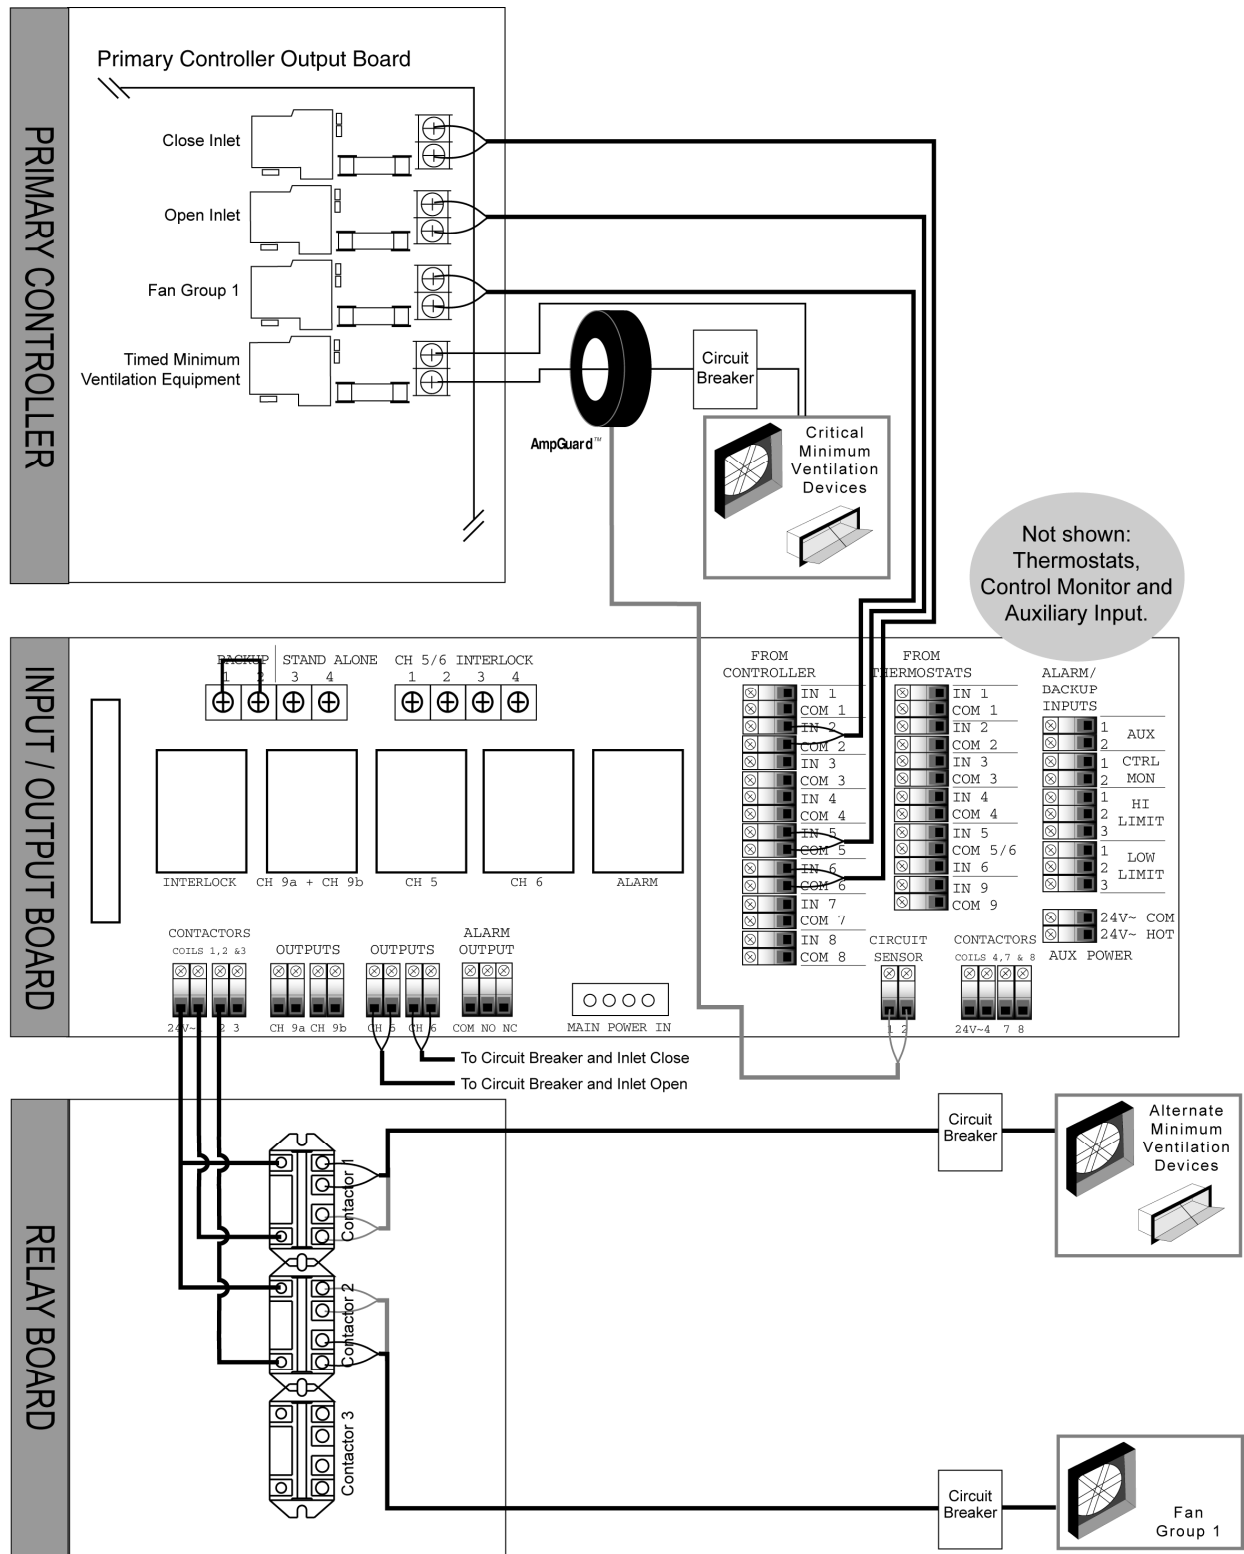 PRIMARY CONTROLLER
Primary Controller Output Board
Close Inlet
Open Inlet
Fan Group 1
Timed Minimum
Ventilation Equipment
AmpGuard™
Circuit
Breaker
Critical
Minimum
Ventilation
Devices
Not shown:
Thermostats,
Control Monitor and
Auxiliary Input.
INPUT / OUTPUT BOARD
BACKUP STAND ALONE
1 2 3 4
CH 5/6 INTERLOCK
1 2 3 4
INTERLOCK
CH 9a + CH 9b
CH 5
CH 6
ALARM
FROM
CONTROLLER
IN 1
COM 1
IN 2
COM 2
IN 3
COM 3
IN 4
COM 4
IN 5
COM 5
IN 6
COM 6
IN 7
COM 7
IN 8
COM 8
FROM
THERMOSTATS
IN 1
COM 1
IN 2
COM 2
IN 3
COM 3
IN 4
COM 4
IN 5
COM 5/6
IN 6
IN 9
COM 9
ALARM/
BACKUP
INPUTS
1
2
AUX
1
2
CTRL
MON
1
2
3
HI
LIMIT
1
2
3
LOW
LIMIT
24V~ COM
24V~ HOT
AUX POWER
CONTACTORS
COILS 1,2 &3
24V~1 2 3
OUTPUTS
CH 9a CH 9b
OUTPUTS
CH 5 CH 6
ALARM
OUTPUT
COM NO NC
MAIN POWER IN
CIRCUIT
SENSOR
1 2
CONTACTORS
COILS 4,7 & 8
24V~4 7 8
To Circuit Breaker and Inlet Close
To Circuit Breaker and Inlet Open
RELAY BOARD
Contactor 1
Contactor 2
Contactor 3
Circuit
Breaker
Alternate
Minimum
Ventilation
Devices
Circuit
Breaker
Fan
Group 1